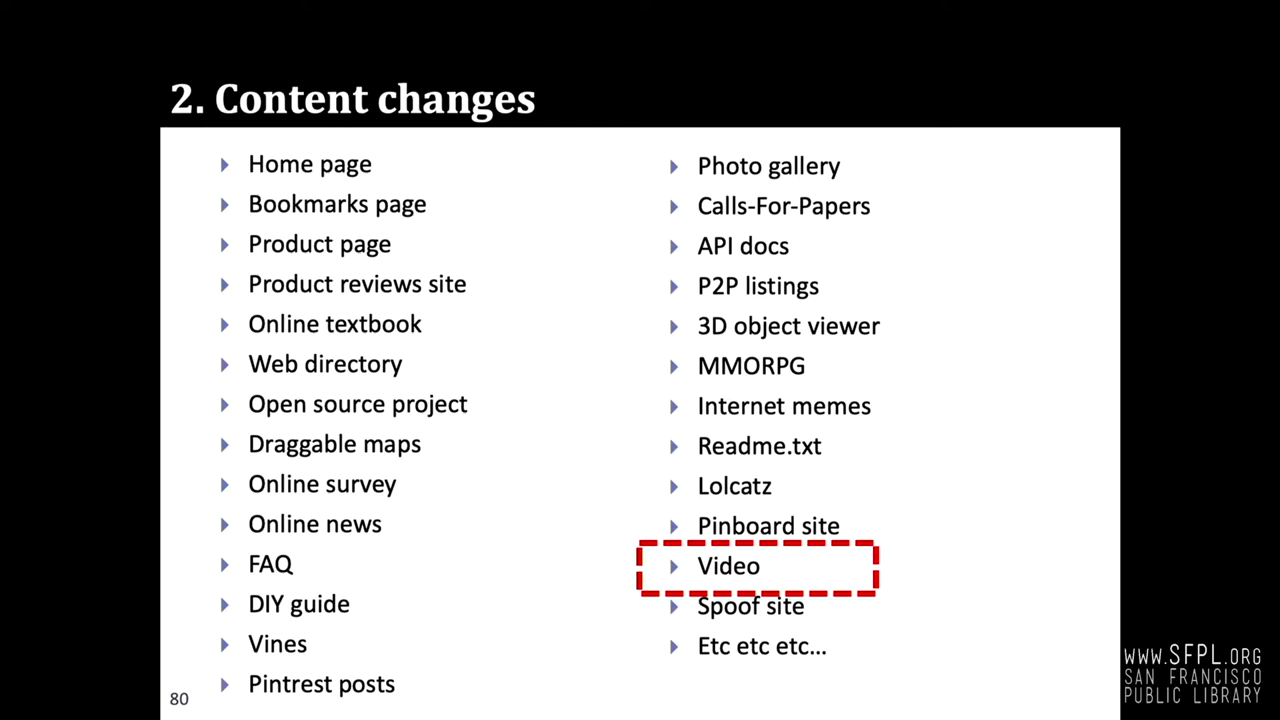 2. Content changes
Home page
Bookmarks page
Product page
Product reviews site
Online textbook
Web directory
Open source project
Draggable maps
Online survey
Online news
FAQ
DIY guide
Vines
Pintrest posts
Photo gallery
Calls-For-Papers
API docs
P2P listings
3D object viewer
MMORPG
Internet memes
Readme.txt
Lolcatz
Pinboard site
Video
Spoof site
Etc etc etc...
80
WWW.SFPL.ORG
SAN FRANCISCO
PUBLIC LIBRARY